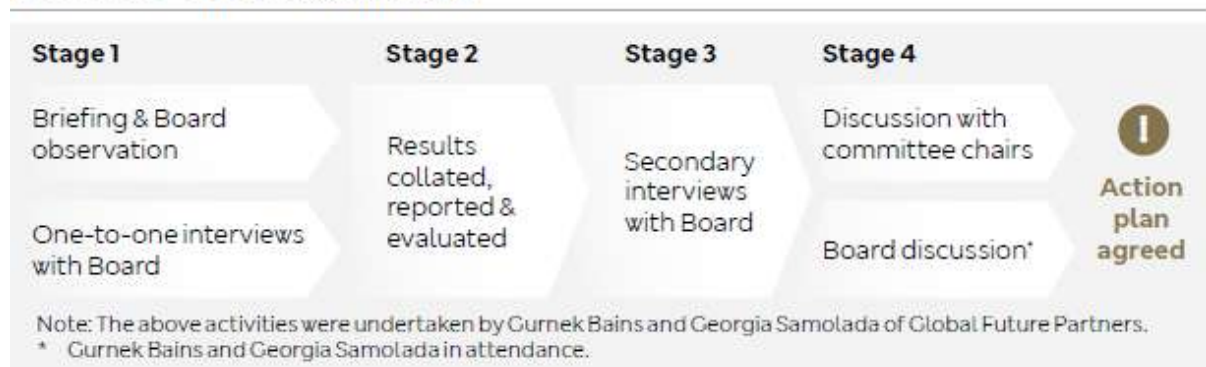 Stage 1
Briefing & Board
observation
One-to-one interviews
with Board
Stage 2
Results
collated,
reported &
evaluated
Stage 3
Secondary
interviews
with Board
Stage 4
Discussion with
committee chairs
Board discussion*
Action
plan
agreed
Note: The above activities were undertaken by Gurnek Bains and Georgia Samolada of Global Future Partners.
* Gurnek Bains and Georgia Samolada in attendance.